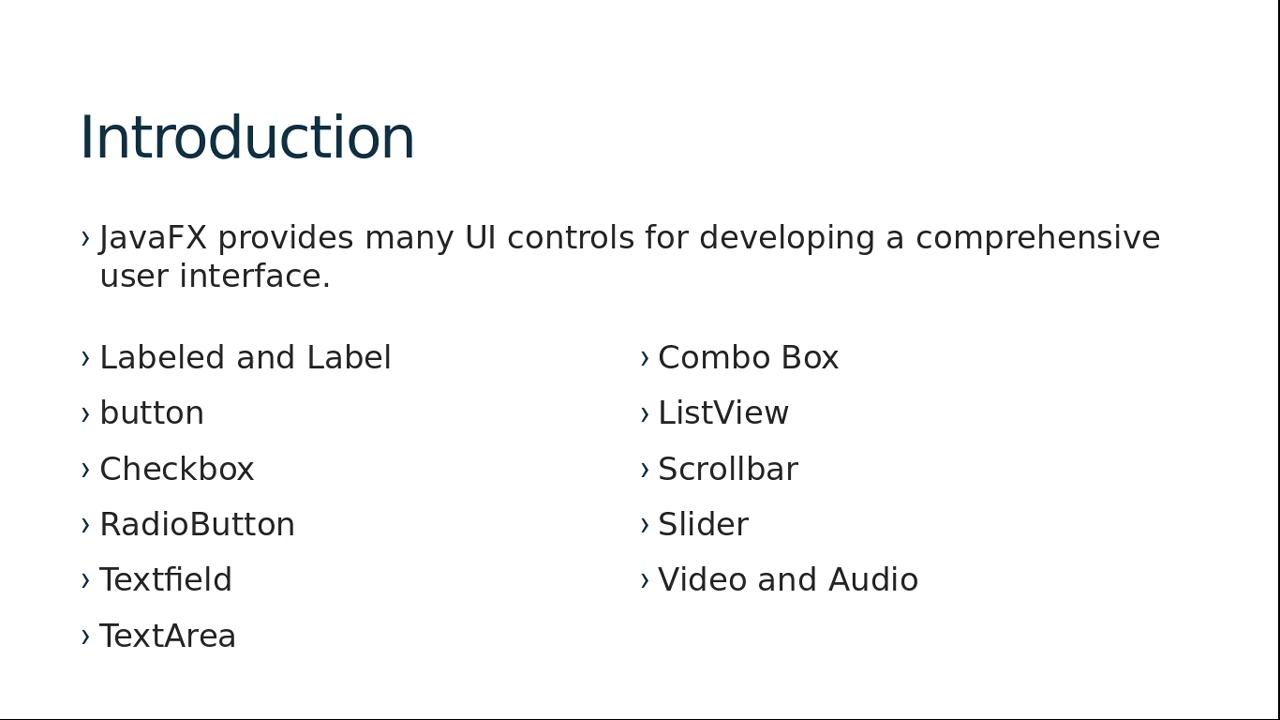 Introduction
› JavaFX provides many UI controls for developing a comprehensive
user interface.
› Labeled and Label
› button
› Checkbox
› RadioButton
› Textfield
› TextArea
› Combo Box
› ListView
› Scrollbar
› Slider
› Video and Audio